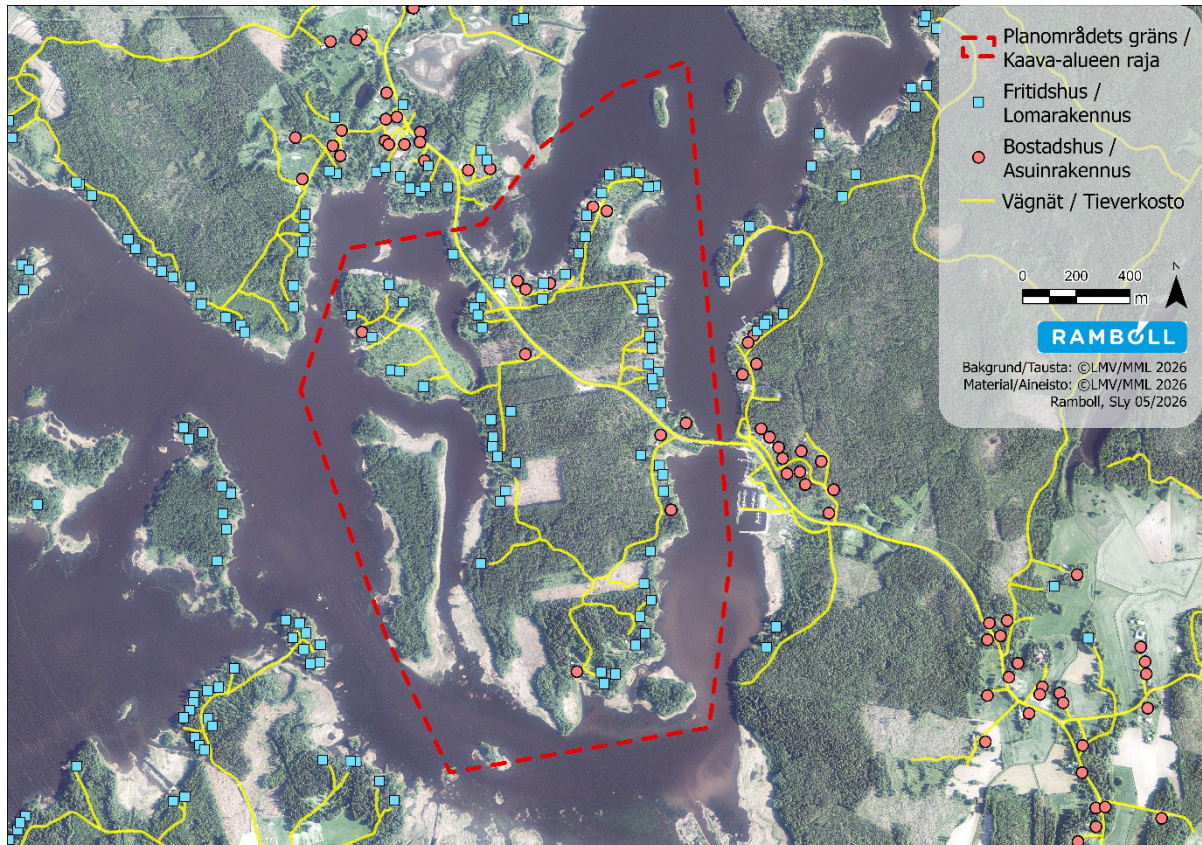 Planområdets gräns /
Kaava-alueen raja
Fritidshus /
Lomarakennus
Bostadshus /
Asuinrakennus
Vägnät / Tieverkosto
0 200 400
m
N
RAMBOLL
Bakgrund/Tausta: ©LMV/MML 2026
Material/Aineisto: ©LMV/MML 2026
Ramboll, SLy 05/2026